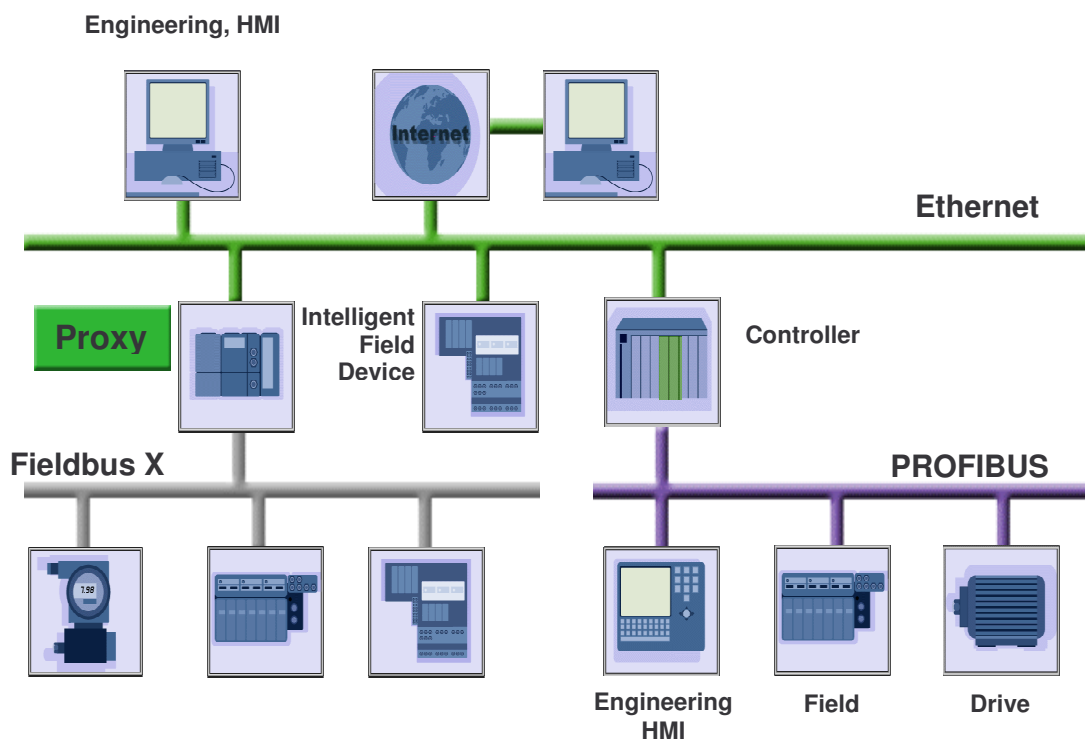 Engineering, HMI
Internet
Ethernet
Proxy
Intelligent
Field
Device
Controller
Fieldbus X
PROFIBUS
7.98
Engineering
HMI
Field
Drive